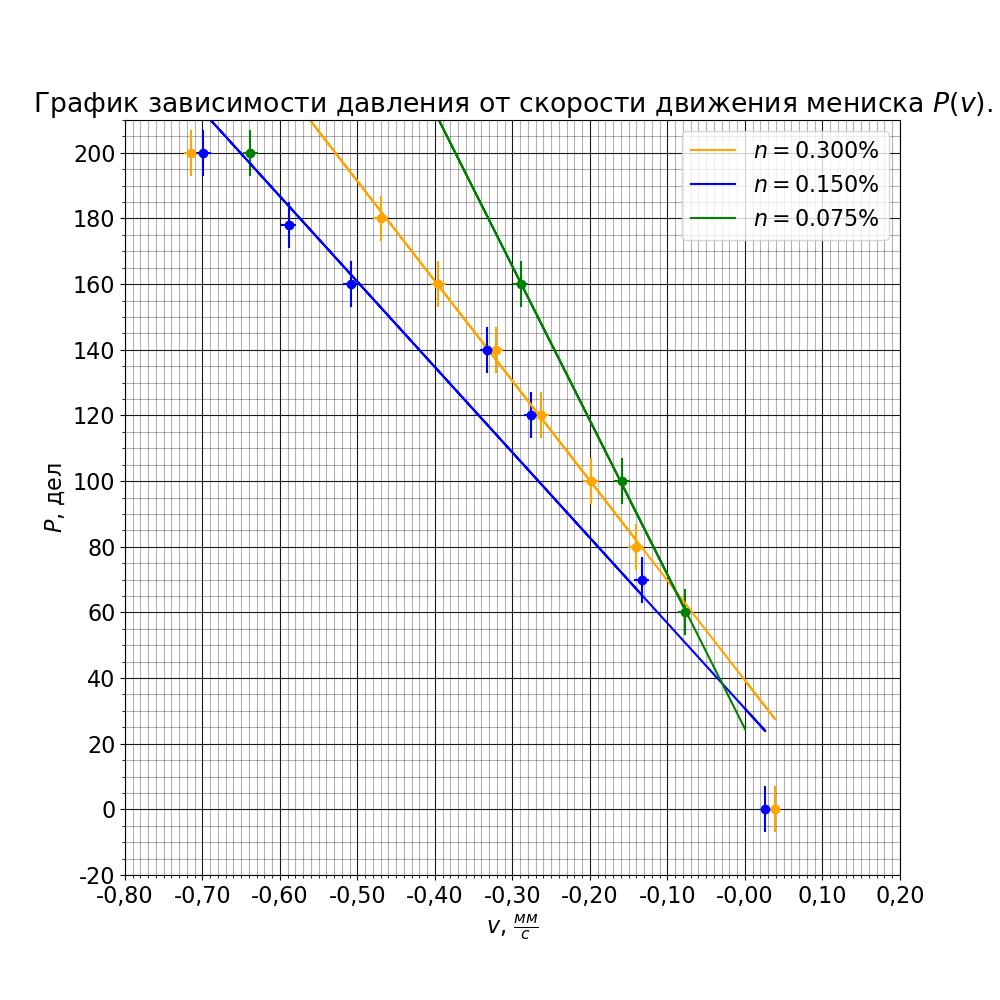 График зависимости давления от скорости движения мениска P(v).
n = 0.300%
n = 0.150%
n = 0.075%
200
180
160
140
120
100
80
60
40
20
0
-20
P, дел
-0,80 -0,70 -0,60 -0,50 -0,40 -0,30 -0,20 -0,10 -0,00 0,10 0,20
v, мм/с